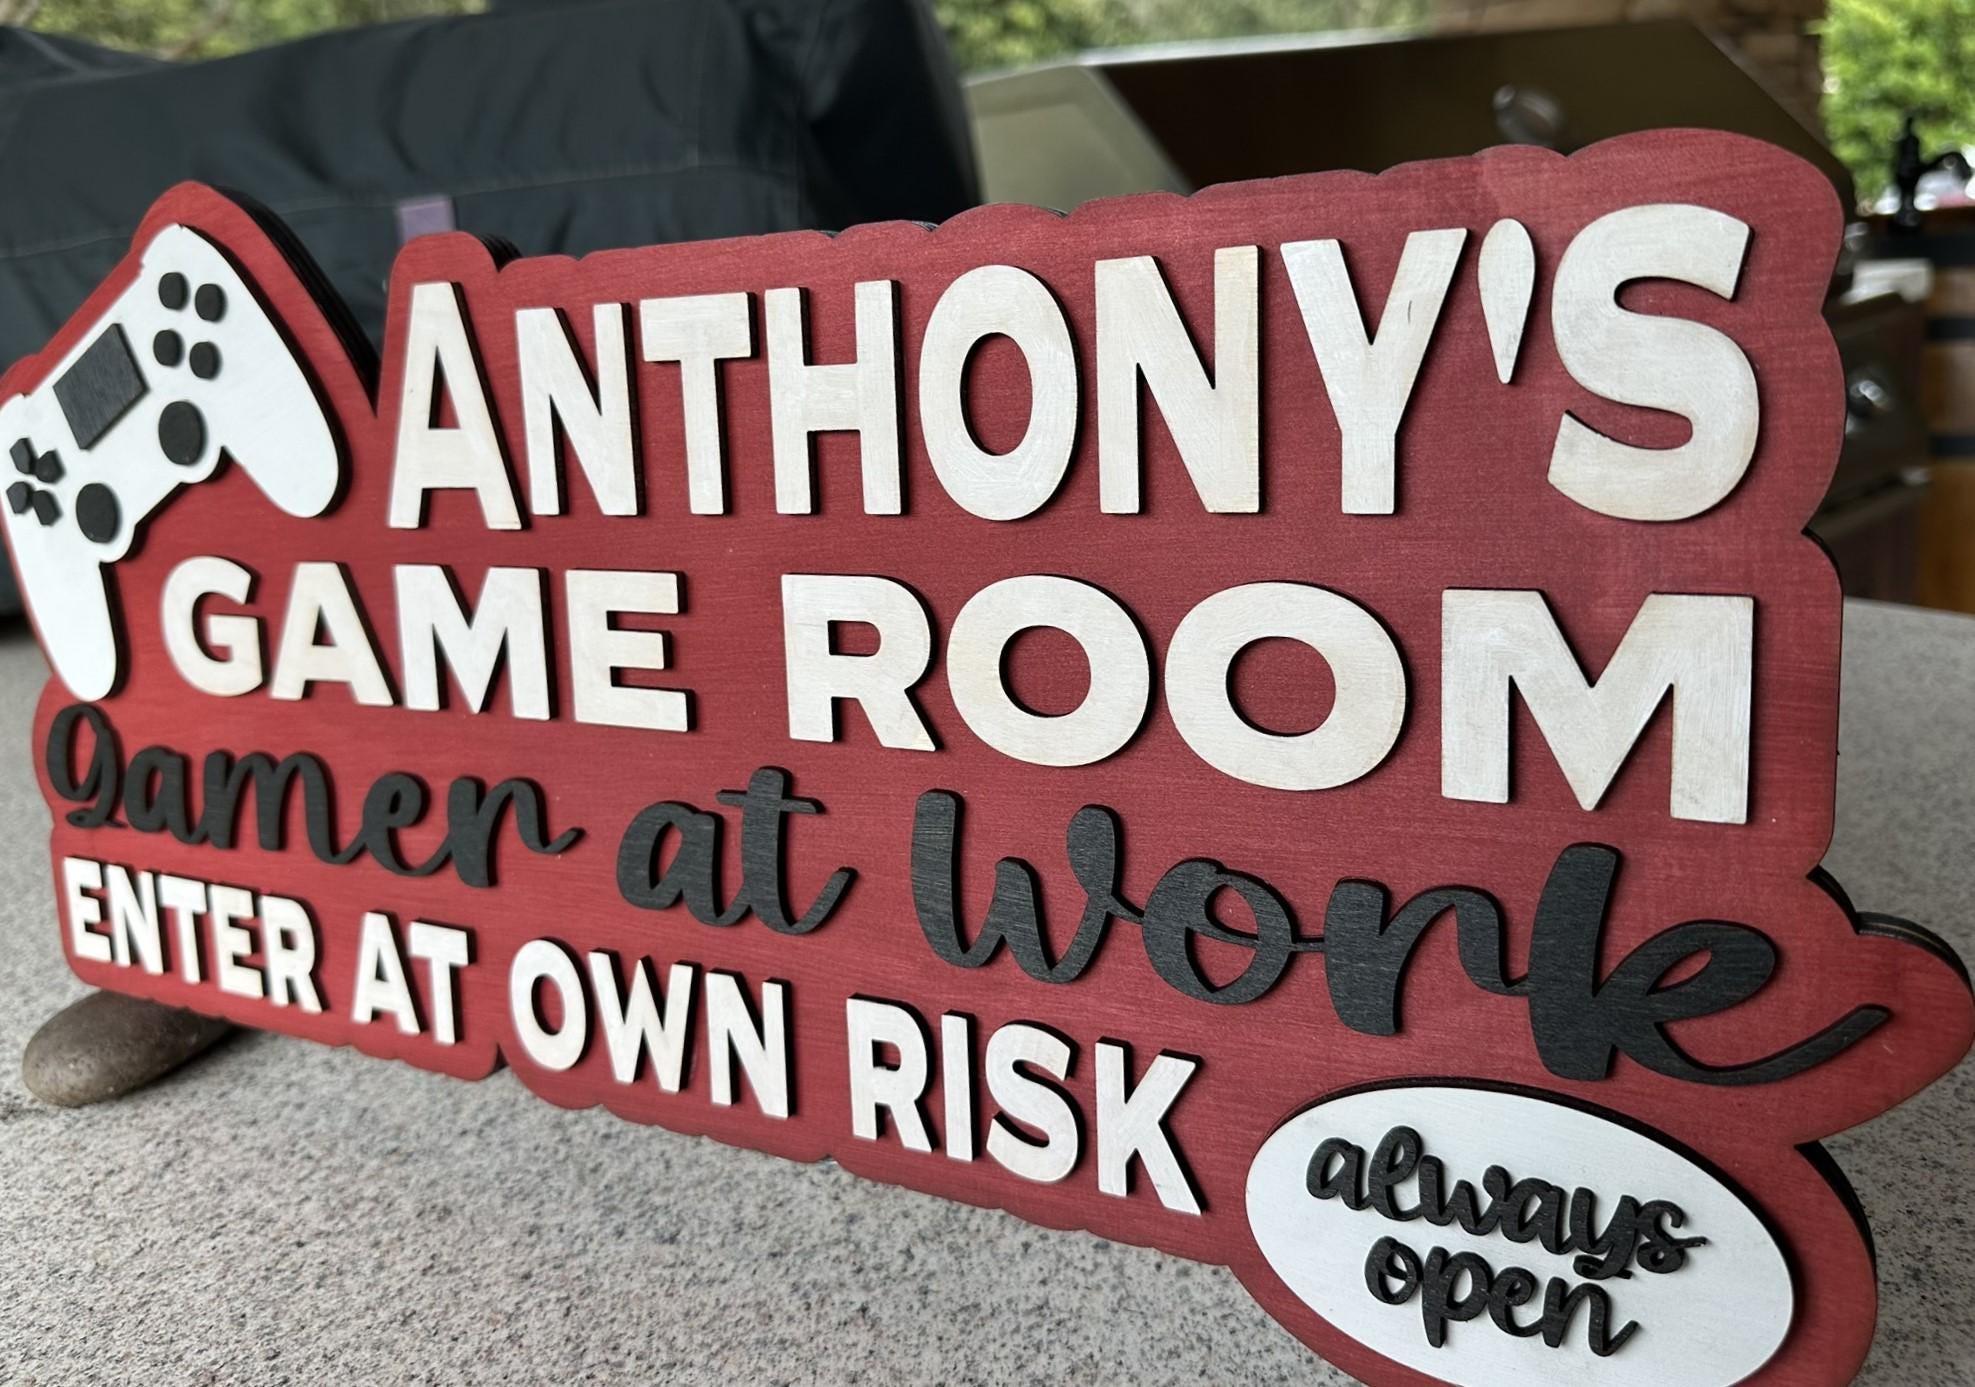 ANTHONY'S
GAME ROOM
Gamer at Work
ENTER AT OWN RISK
always
open